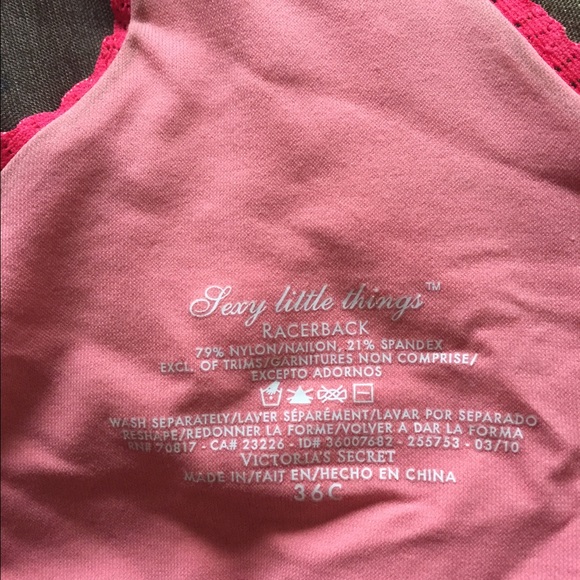 Sexy little things™
RACERBACK
79% NYLON/NAILON, 21% SPANDEX
EXCL. OF TRIMS/GARNITURES NON COMPRISE/
EXCEPTO ADORNOS
WASH SEPARATELY/LAVER SÉPARÉMENT/LAVAR POR SEPARADO
RESHAPE/REDONNER LA FORME/VOLVER A DAR LA FORMA
RN# 70817 - CA# 23226 - ID# 36007682 - 255753 - 03/10
VICTORIA'S SECRET
MADE IN/FAIT EN/HECHO EN CHINA
36C